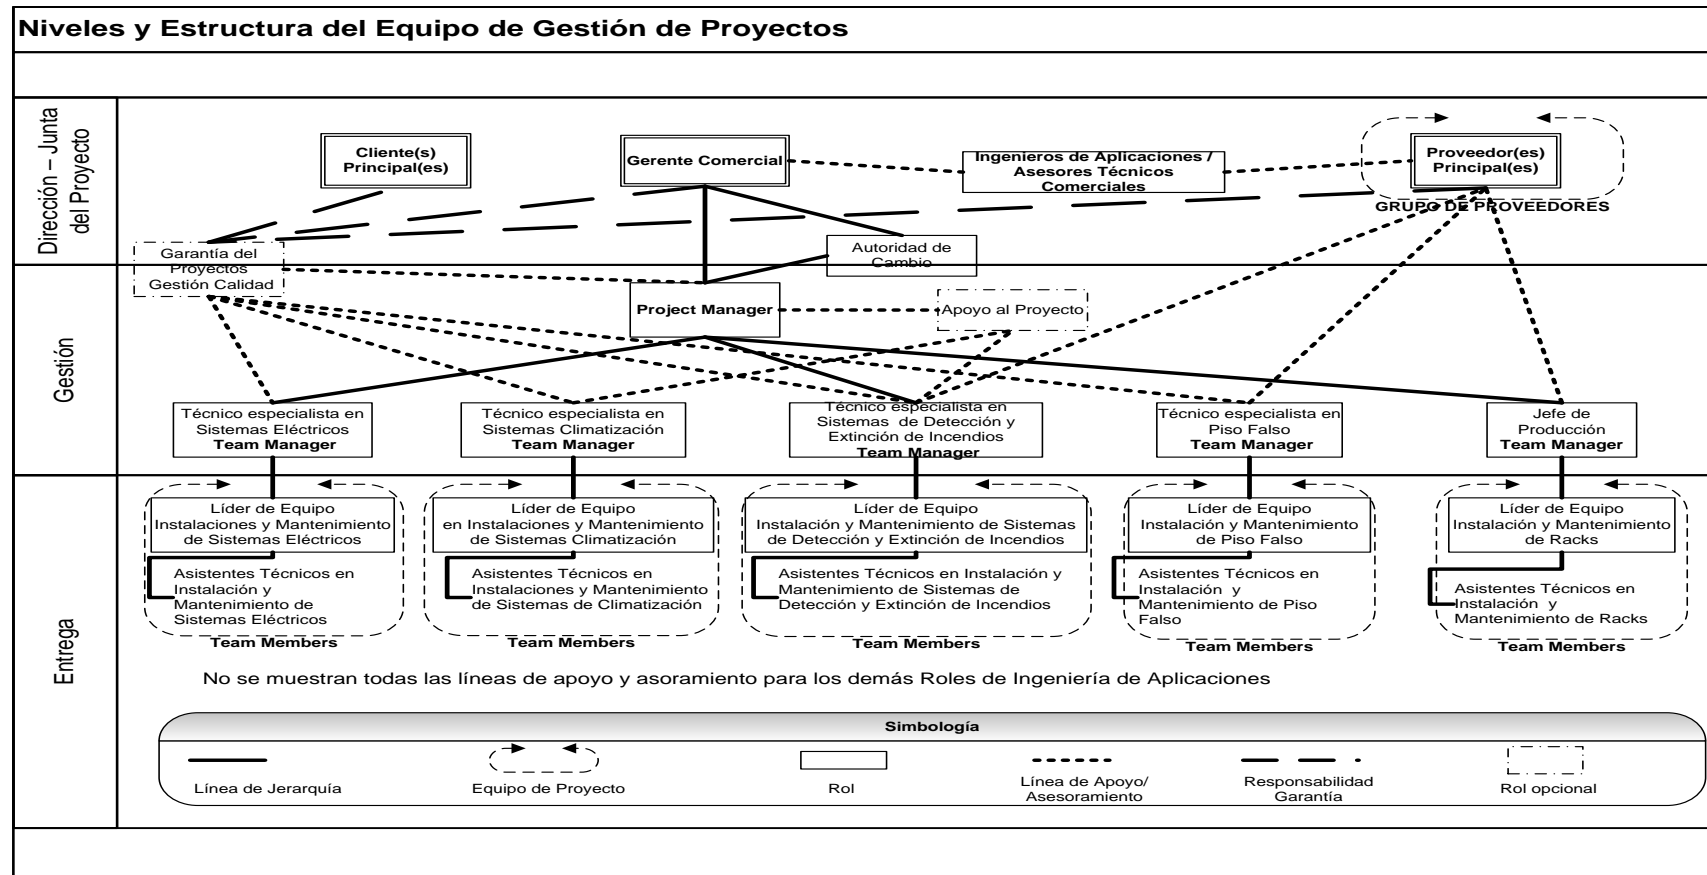 Niveles y Estructura del Equipo de Gestión de Proyectos
Dirección – Junta
del Proyecto
Cliente(s)
Principal(es)
Gerente Comercial
Ingenieros de Aplicaciones /
Asesores Técnicos
Comerciales
Proveedor(es)
Principal(es)
GRUPO DE PROVEEDORES
Garantía del
Proyectos
Gestión Calidad
Autoridad de
Cambio
Gestión
Project Manager
Apoyo al Proyecto
Técnico especialista en
Sistemas Eléctricos
Team Manager
Técnico especialista en
Sistemas Climatización
Team Manager
Técnico especialista en
Sistemas de Detección y
Extinción de Incendios
Team Manager
Técnico especialista en
Piso Falso
Team Manager
Jefe de
Producción
Team Manager
Entrega
Líder de Equipo
Instalaciones y Mantenimiento
de Sistemas Eléctricos
Asistentes Técnicos en
Instalación y
Mantenimiento de
Sistemas Eléctricos
Team Members
Líder de Equipo
en Instalaciones y Mantenimiento
de Sistemas Climatización
Asistentes Técnicos en
Instalaciones y Mantenimiento
de Sistemas de Climatización
Team Members
Líder de Equipo
Instalación y Mantenimiento de Sistemas
de Detección y Extinción de Incendios
Asistentes Técnicos en Instalación y
Mantenimiento de Sistemas de
Detección y Extinción de Incendios
Team Members
Líder de Equipo
Instalación y Mantenimiento
de Piso Falso
Asistentes Técnicos en
Instalación y
Mantenimiento de Piso
Falso
Team Members
Líder de Equipo
Instalación y Mantenimiento
de Racks
Asistentes Técnicos en
Instalación y
Mantenimiento de Racks
Team Members
No se muestran todas las líneas de apoyo y asoramiento para los demás Roles de Ingeniería de Aplicaciones
Simbología
Línea de Jerarquía
Equipo de Proyecto
Rol
Línea de Apoyo/
Asesoramiento
Responsabilidad
Garantía
Rol opcional